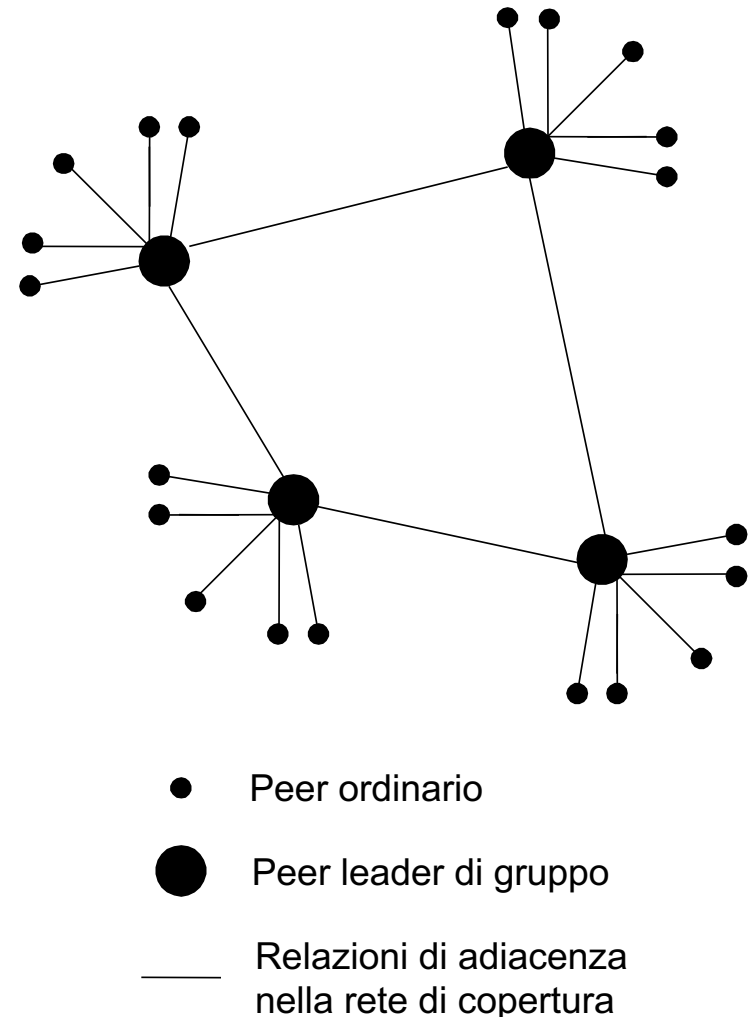 Peer ordinario
Peer leader di gruppo
Relazioni di adiacenza
nella rete di copertura